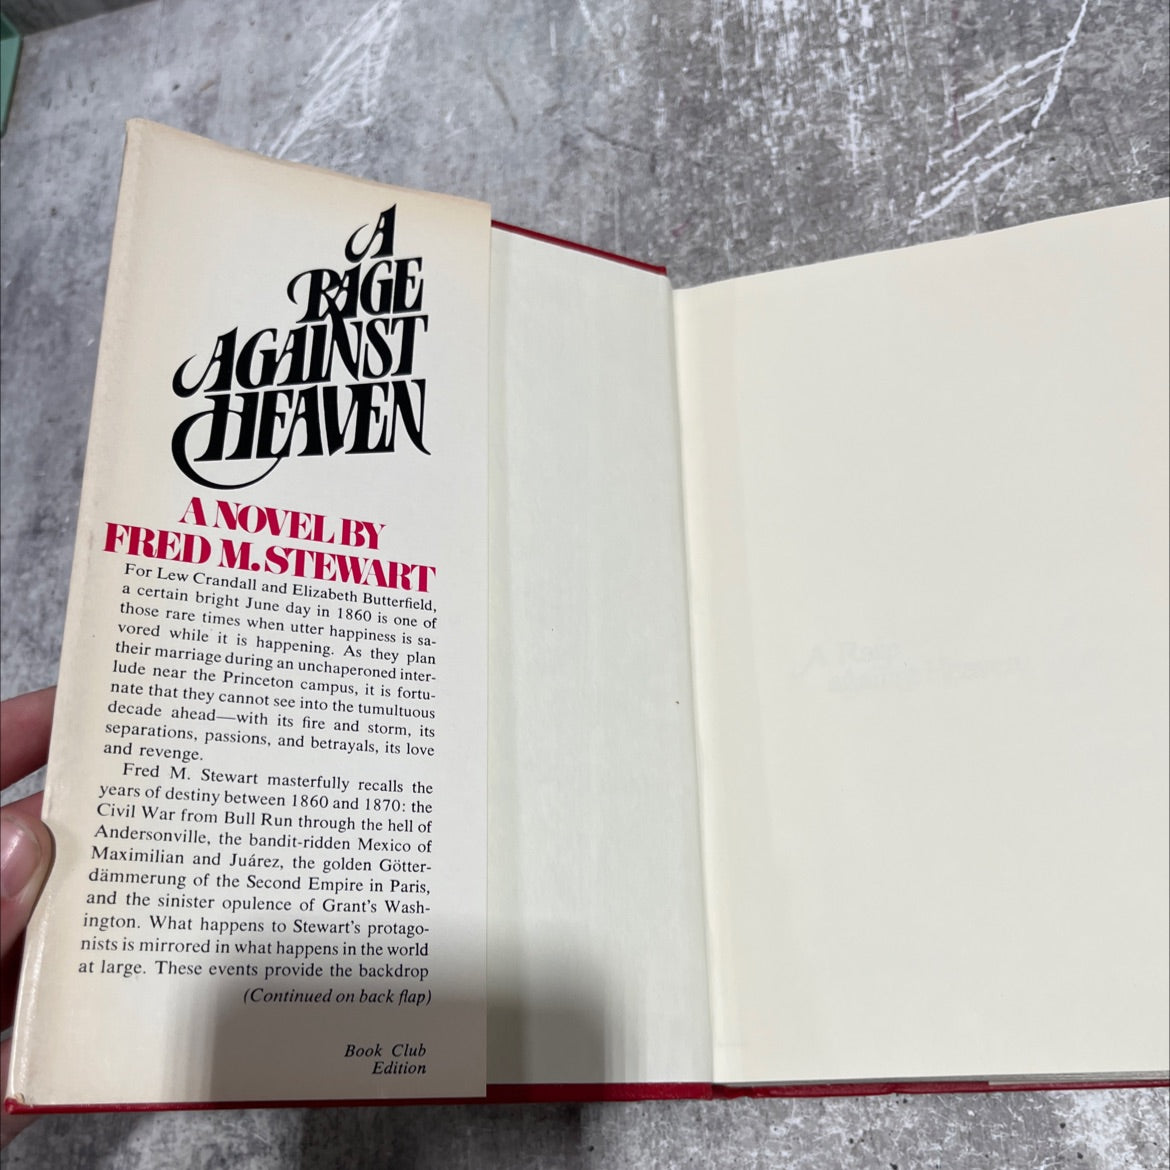 A
RAGE
AGAINST
HEAVEN
A NOVEL BY
FRED M. STEWART
For Lew Crandall and Elizabeth Butterfield,
a certain bright June day in 1860 is one of
those rare times when utter happiness is sa-
vored while it is happening. As they plan
their marriage during an unchaperoned inter-
lude near the Princeton campus, it is fortu-
nate that they cannot see into the tumultuous
decade ahead—with its fire and storm, its
separations, passions, and betrayals, its love
and revenge.
Fred M. Stewart masterfully recalls the
years of destiny between 1860 and 1870: the
Civil War from Bull Run through the hell of
Andersonville, the bandit-ridden Mexico of
Maximilian and Juárez, the golden Götter-
dämmerung of the Second Empire in Paris,
and the sinister opulence of Grant's Wash-
ington. What happens to Stewart's protago-
nists is mirrored in what happens in the world
at large. These events provide the backdrop
(Continued on back flap)
Book Club
Edition